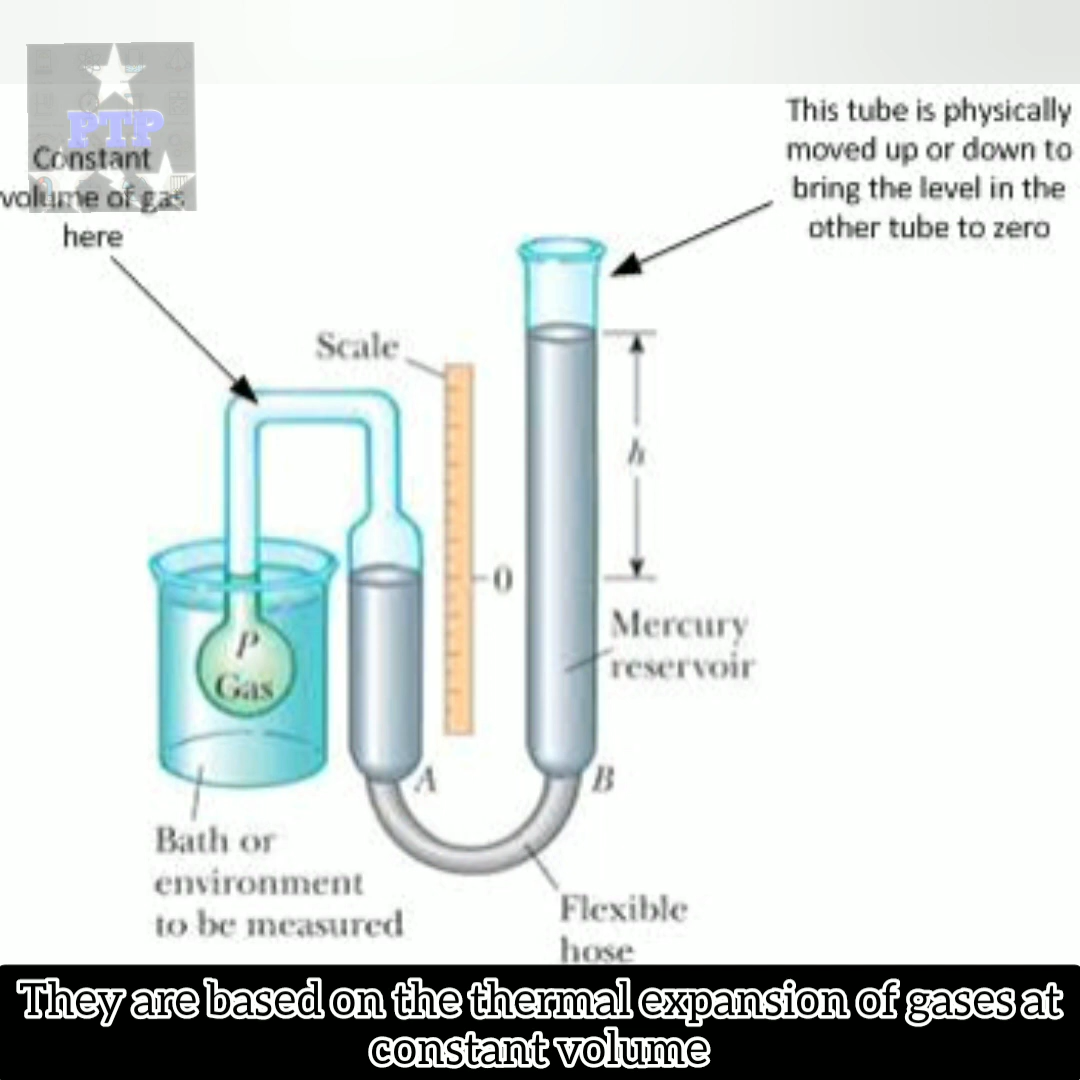 PTP
Constant
volume of gas
here
This tube is physically
moved up or down to
bring the level in the
other tube to zero
Scale
h
0
Mercury
reservoir
P
Gas
A
B
Bath or
environment
to be measured
Flexible
hose
They are based on the thermal expansion of gases at
constant volume